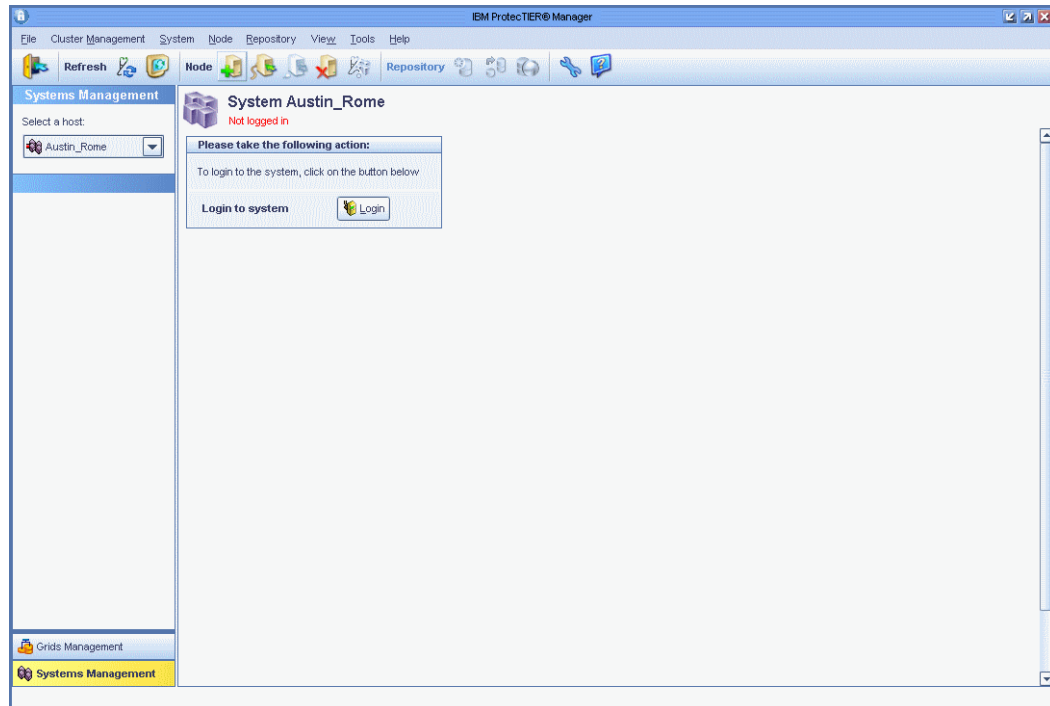 IBM ProtecTIER® Manager
File Cluster Management System Node Repository View Tools Help
Refresh Node Repository
Systems Management
Select a host:
Austin_Rome
System Austin_Rome
Not logged in
Please take the following action:
To login to the system, click on the button below
Login to system Login
Grids Management
Systems Management